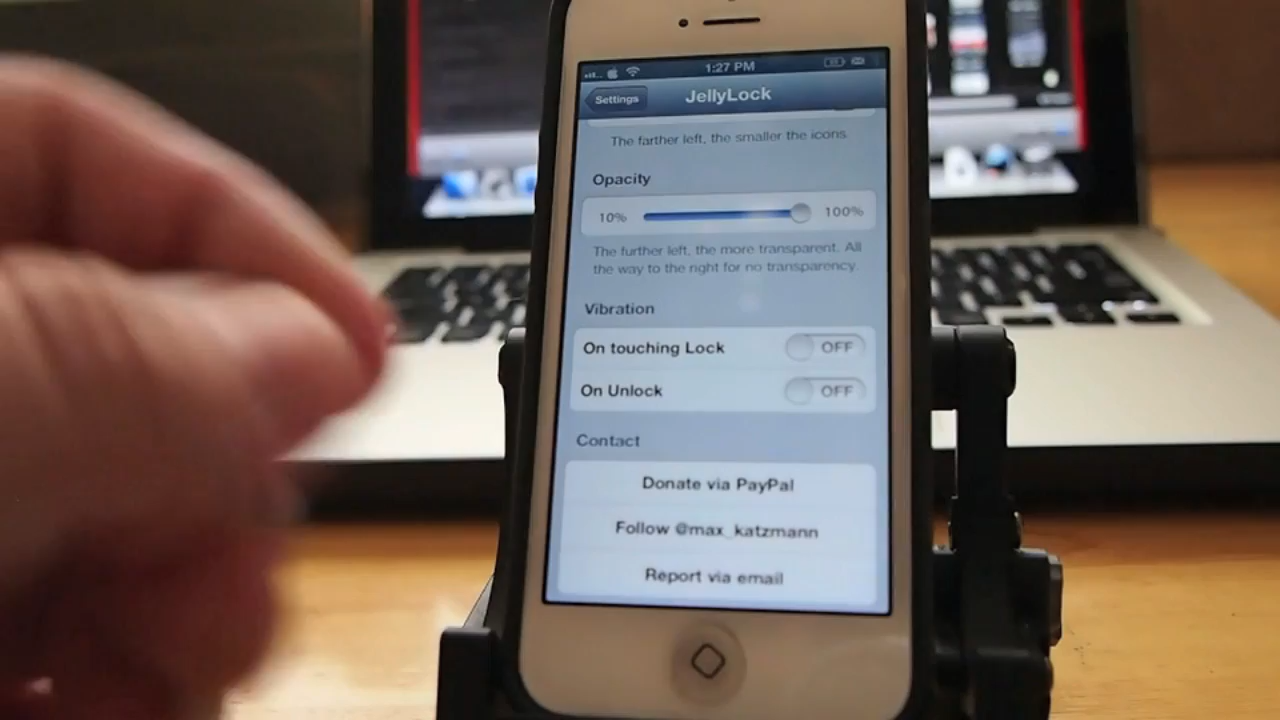 1:27 PM
Settings
JellyLock
The farther left, the smaller the icons.
Opacity
10%
100%
The further left, the more transparent. All
the way to the right for no transparency.
Vibration
On touching Lock
OFF
On Unlock
OFF
Contact
Donate via PayPal
Follow @max_katzmann
Report via email